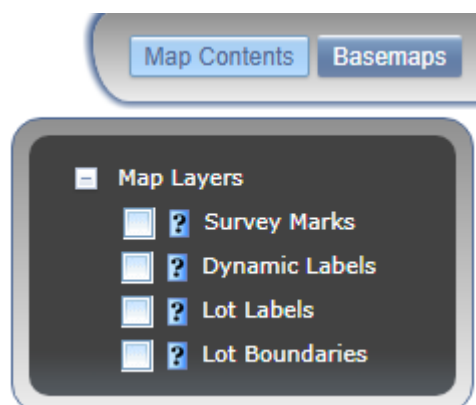 Map Contents Basemaps
Map Layers
? Survey Marks
? Dynamic Labels
? Lot Labels
? Lot Boundaries